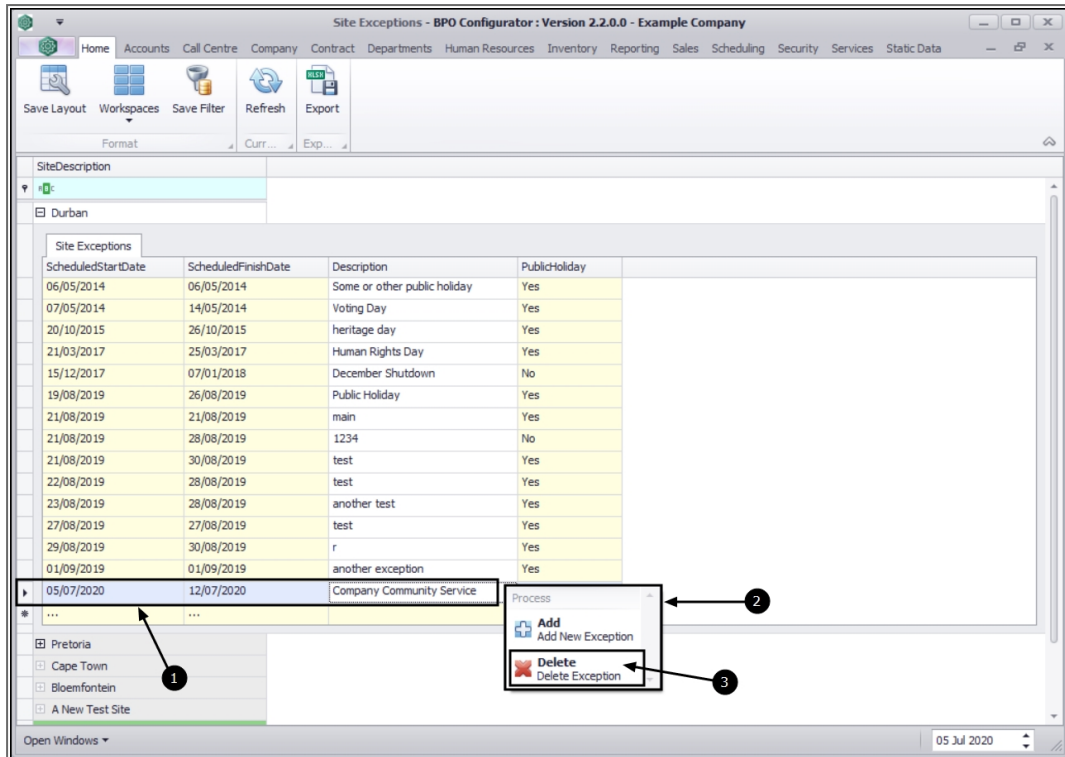 Site Exceptions - BPO Configurator : Version 2.2.0.0 - Example Company
Home Accounts Call Centre Company Contract Departments Human Resources Inventory Reporting Sales Scheduling Security Services Static Data
Save Layout Workspaces Save Filter Refresh Export
Format Curr... Exp...
SiteDescription
Durban
Site Exceptions
ScheduledStartDate ScheduledFinishDate Description PublicHoliday
06/05/2014 06/05/2014 Some or other public holiday Yes
07/05/2014 14/05/2014 Voting Day Yes
20/10/2015 26/10/2015 heritage day Yes
21/03/2017 25/03/2017 Human Rights Day Yes
15/12/2017 07/01/2018 December Shutdown No
19/08/2019 26/08/2019 Public Holiday Yes
21/08/2019 21/08/2019 main Yes
21/08/2019 28/08/2019 1234 No
21/08/2019 30/08/2019 test Yes
22/08/2019 28/08/2019 test Yes
23/08/2019 28/08/2019 another test Yes
27/08/2019 27/08/2019 test Yes
29/08/2019 30/08/2019 r Yes
01/09/2019 01/09/2019 another exception Yes
05/07/2020 12/07/2020 Company Community Service
... ...
Process
Add
Add New Exception
Delete
Delete Exception
1
2
3
Pretoria
Cape Town
Bloemfontein
A New Test Site
Open Windows 05 Jul 2020